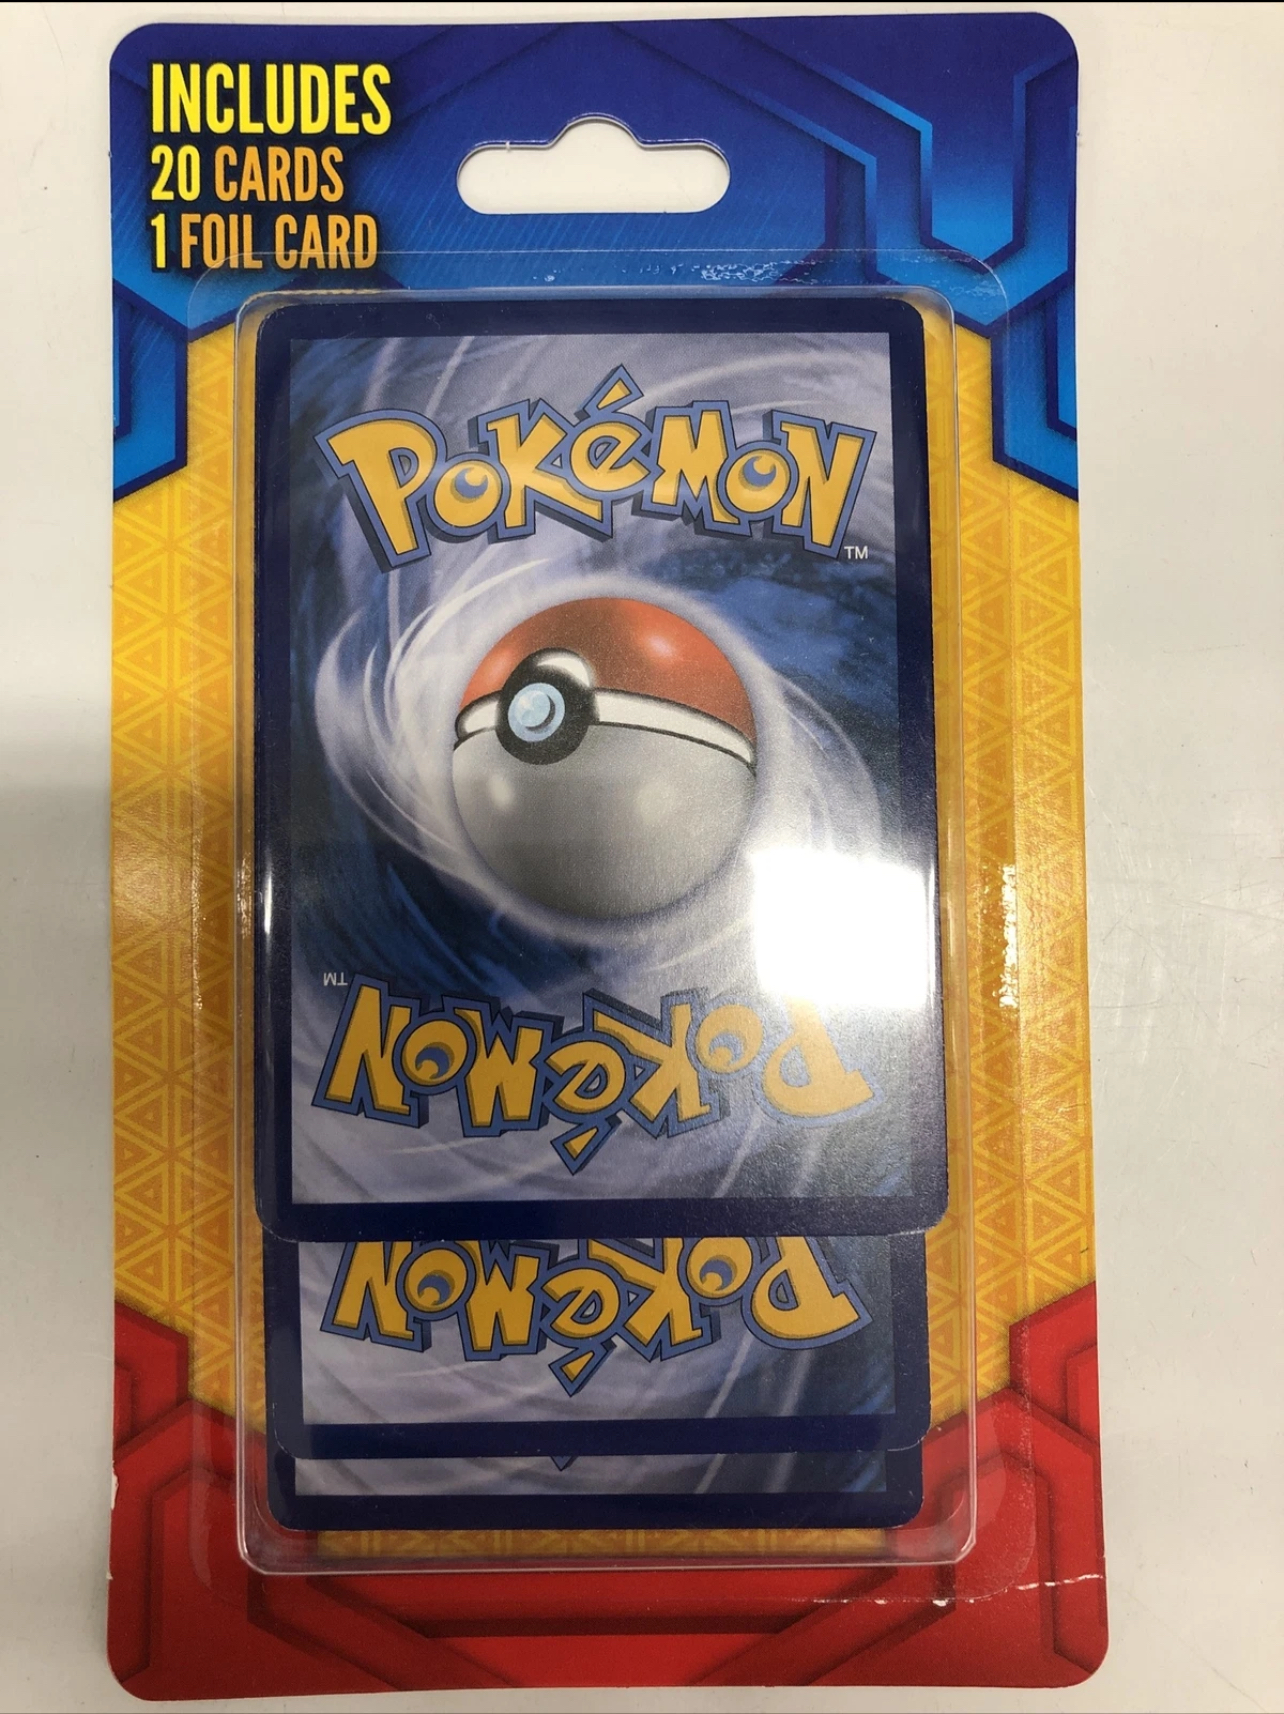 INCLUDES
20 CARDS
1 FOIL CARD
POKéMON
TM
TM
POKéMON
POKéMON